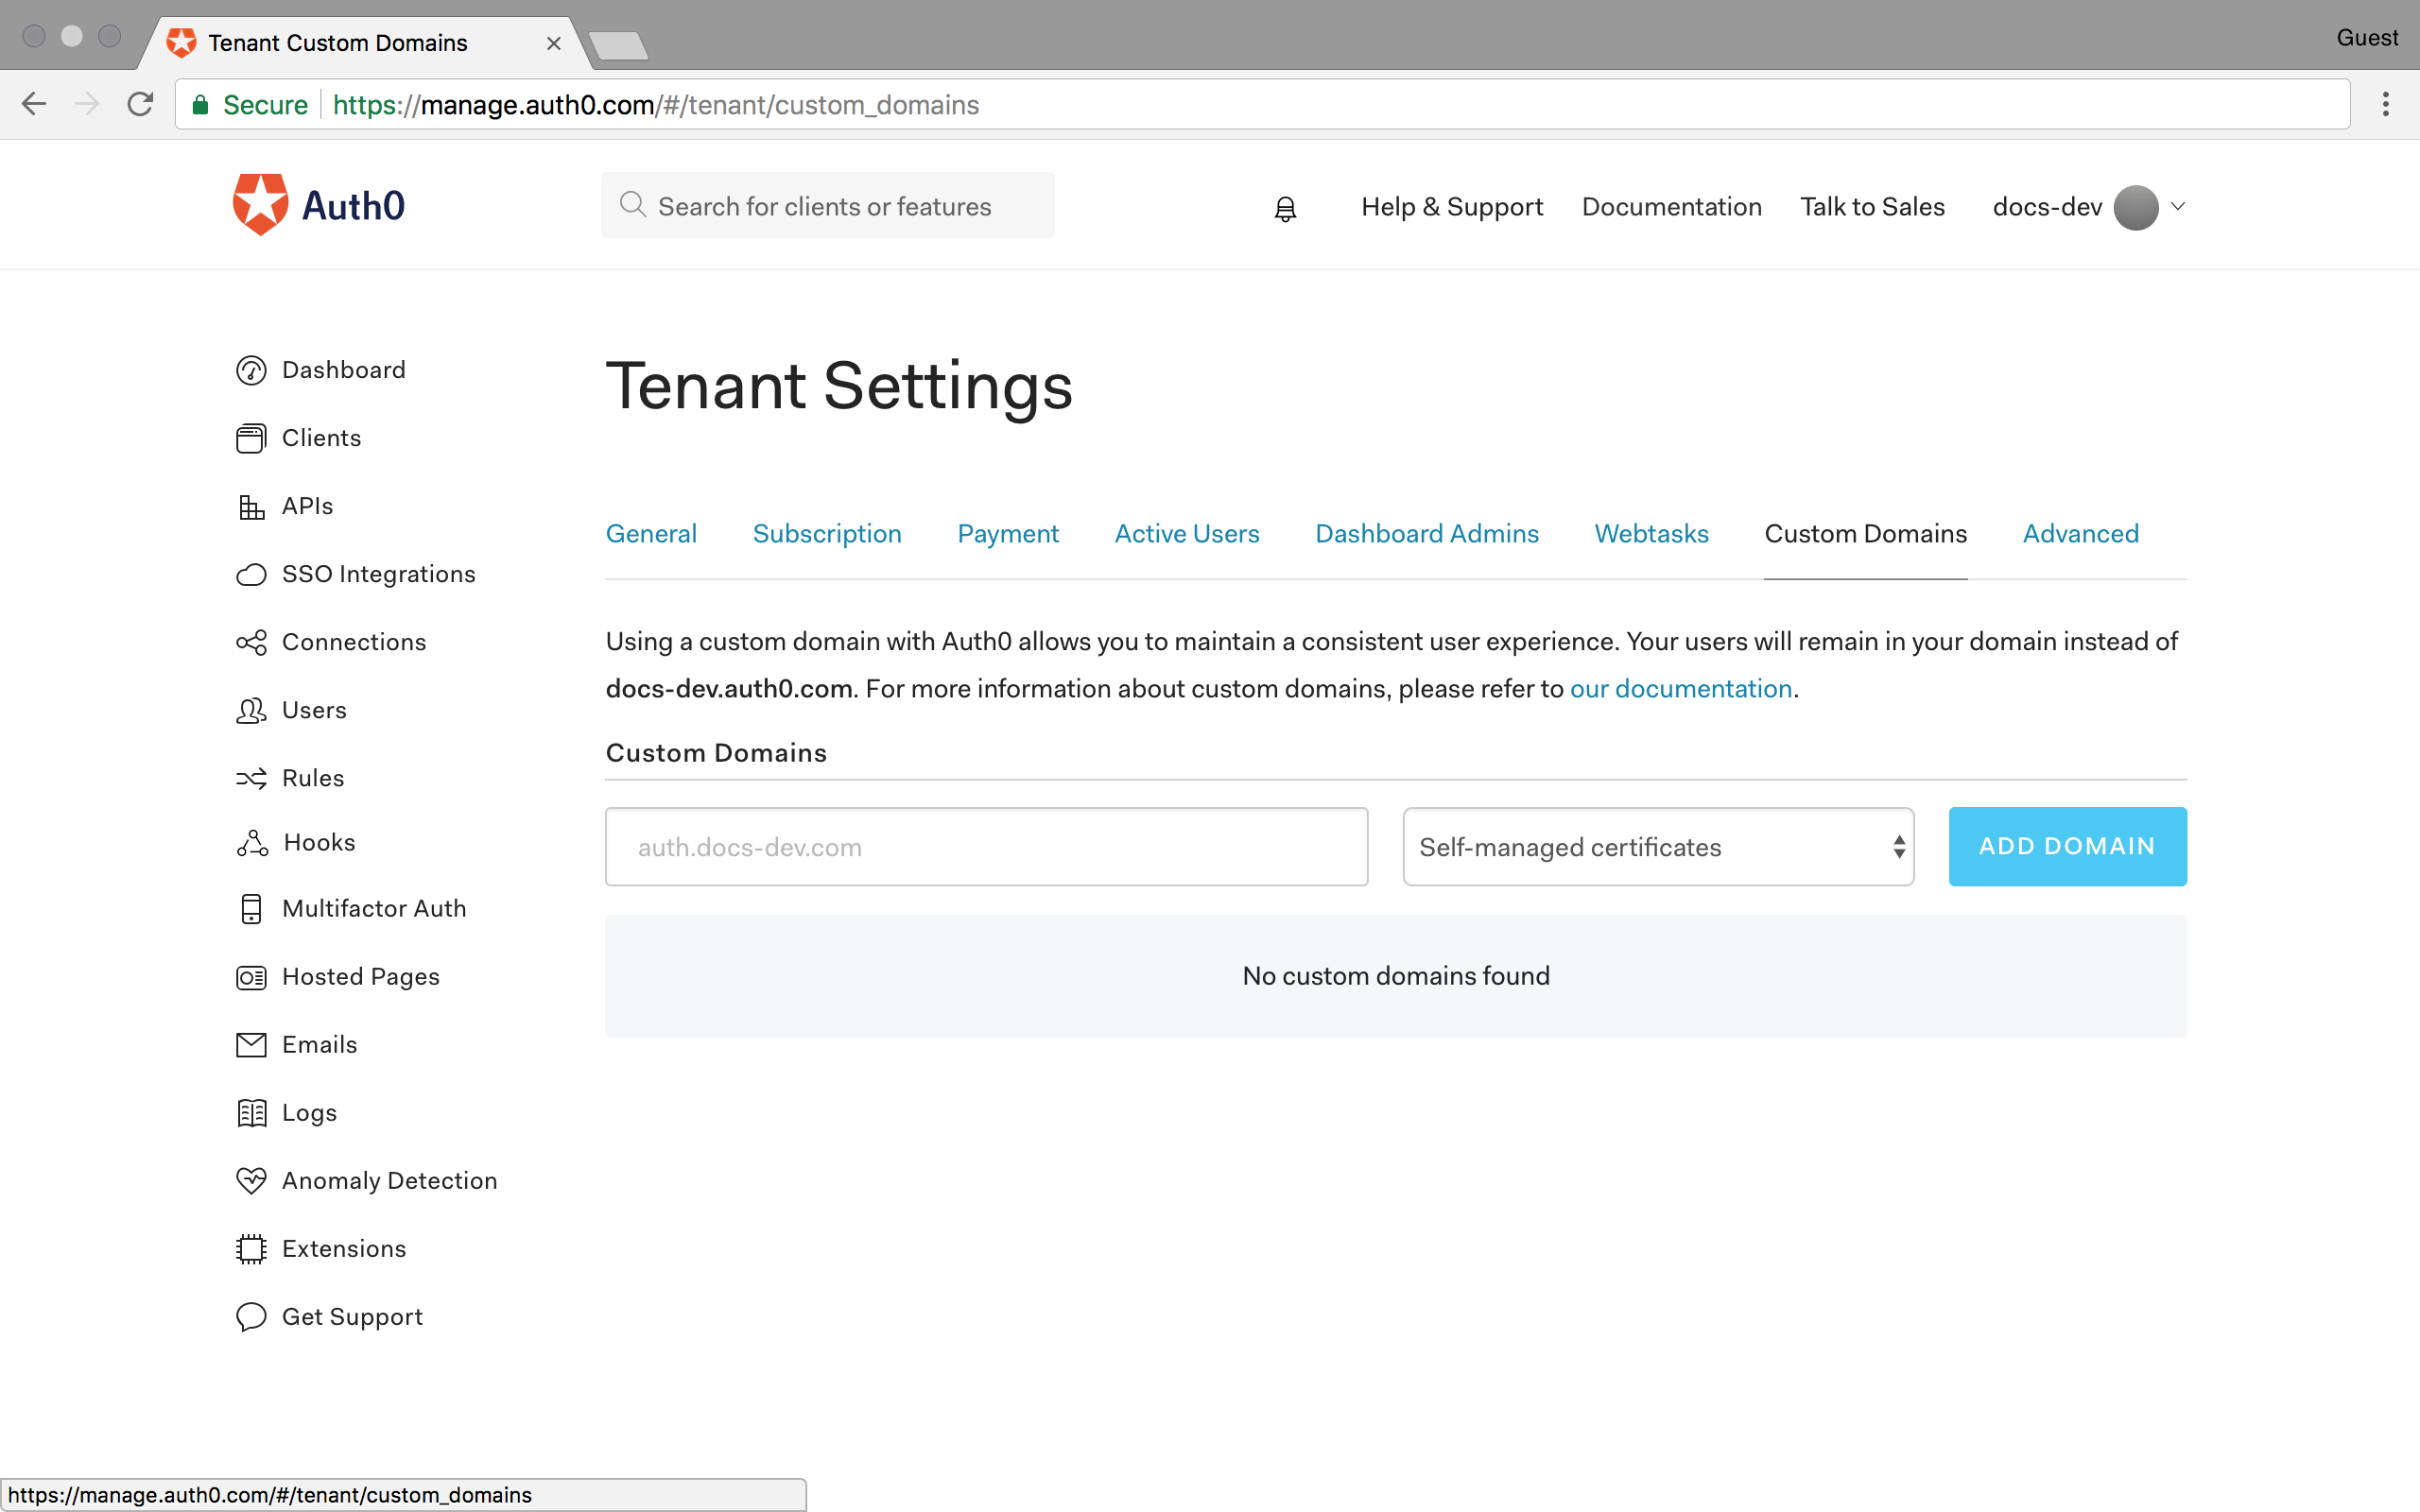 Tenant Custom Domains
Guest
Secure https://manage.auth0.com/#/tenant/custom_domains
Auth0
Search for clients or features
Help & Support
Documentation
Talk to Sales
docs-dev
Dashboard
Clients
APIs
SSO Integrations
Connections
Users
Rules
Hooks
Multifactor Auth
Hosted Pages
Emails
Logs
Anomaly Detection
Extensions
Get Support
Tenant Settings
General Subscription Payment Active Users Dashboard Admins Webtasks Custom Domains Advanced
Using a custom domain with Auth0 allows you to maintain a consistent user experience. Your users will remain in your domain instead of
docs-dev.auth0.com. For more information about custom domains, please refer to our documentation.
Custom Domains
auth.docs-dev.com
Self-managed certificates
ADD DOMAIN
No custom domains found
https://manage.auth0.com/#/tenant/custom_domains